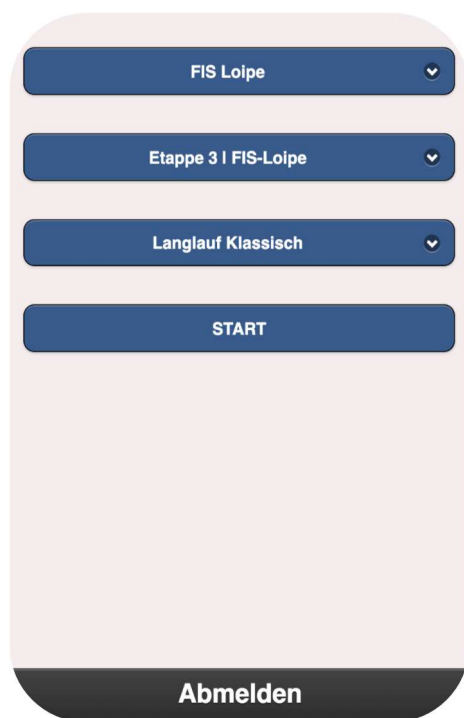 FIS Loipe
Etappe 3 | FIS-Loipe
Langlauf Klassisch
START
Abmelden